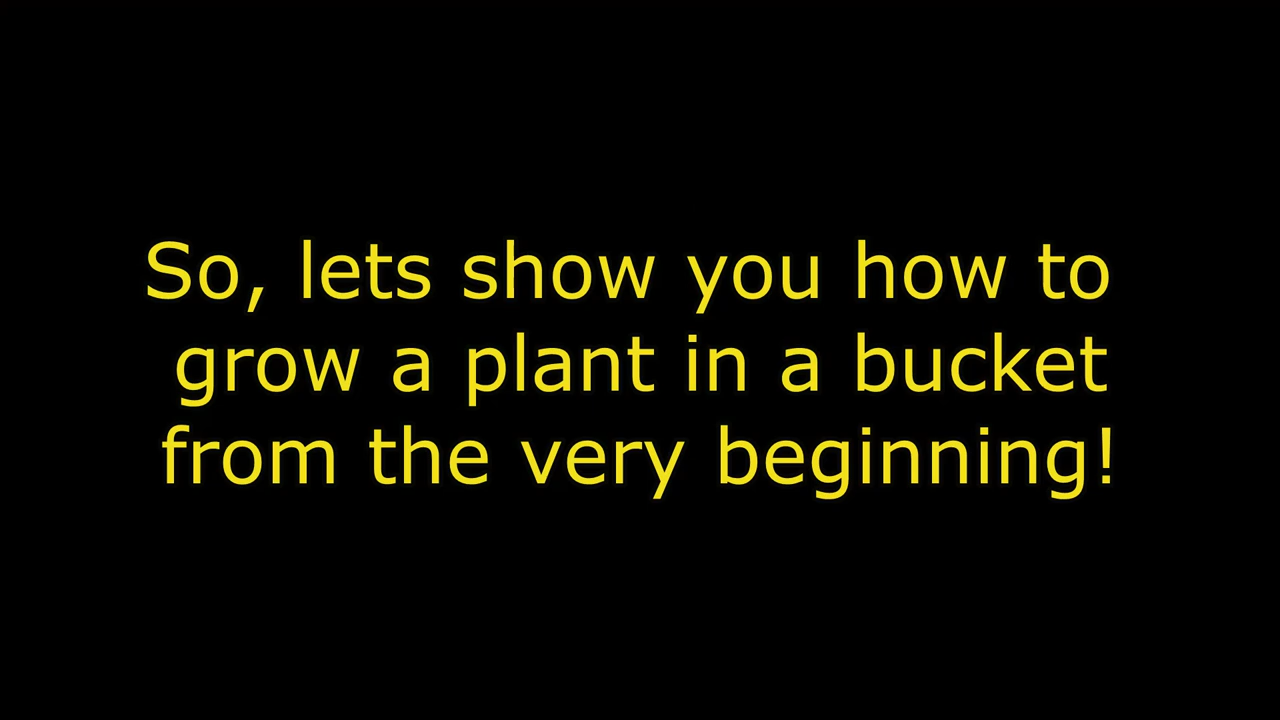 So, lets show you how to
grow a plant in a bucket
from the very beginning!